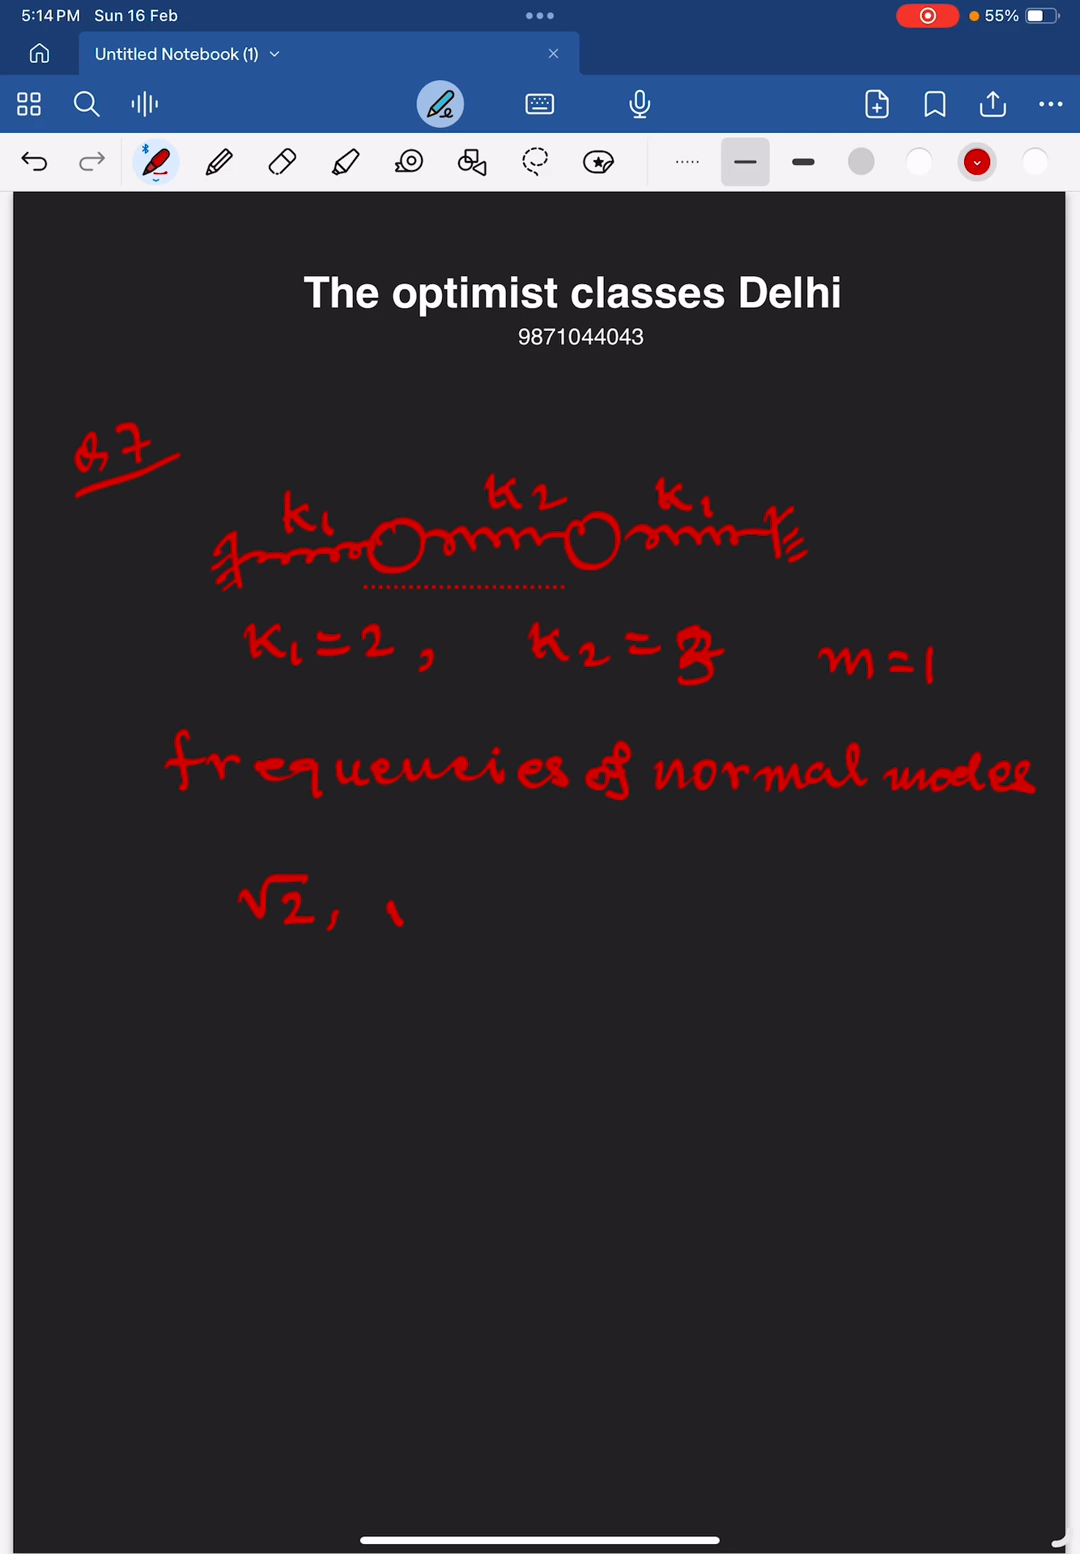 5:14 PM Sun 16 Feb
55%
Untitled Notebook (1)
The optimist classes Delhi
9871044043
Q7
K₁ K₂ K₁
K₁ = 2, K₂ = m = 1
frequencies of normal modes
√2,